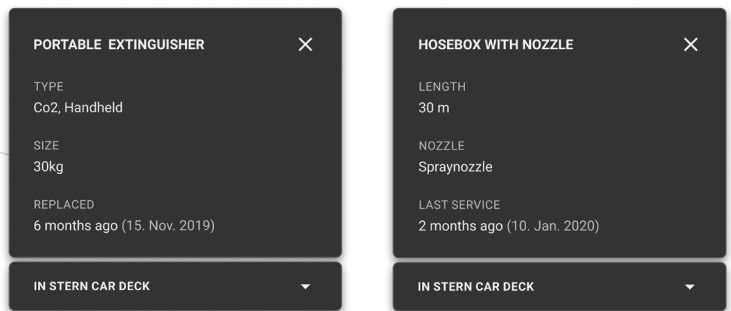 PORTABLE EXTINGUISHER
TYPE
Co2, Handheld
SIZE
30kg
REPLACED
6 months ago (15. Nov. 2019)
IN STERN CAR DECK
HOSEBOX WITH NOZZLE
LENGTH
30 m
NOZZLE
Spraynozzle
LAST SERVICE
2 months ago (10. Jan. 2020)
IN STERN CAR DECK